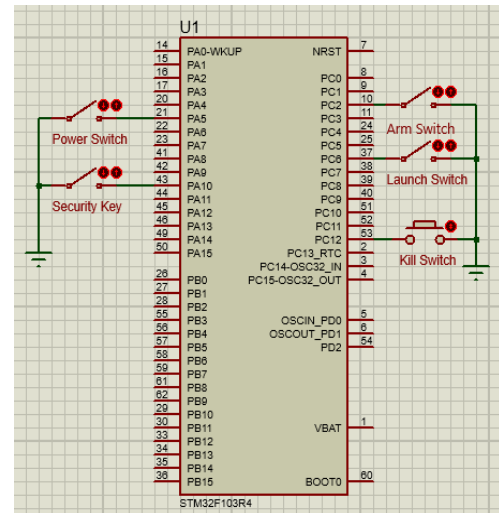 U1
14 PA0-WKUP
15 PA1
16 PA2
17 PA3
20 PA4
21 PA5
22 PA6
23 PA7
41 PA8
42 PA9
43 PA10
44 PA11
45 PA12
46 PA13
49 PA14
50 PA15
26 PB0
27 PB1
28 PB2
55 PB3
56 PB4
57 PB5
58 PB6
59 PB7
61 PB8
62 PB9
29 PB10
30 PB11
33 PB12
34 PB13
35 PB14
36 PB15
NRST 7
PC0 8
PC1 9
PC2 10
PC3 11
PC4 24
PC5 25
PC6 37
PC7 38
PC8 39
PC9 40
PC10 51
PC11 52
PC12 53
PC13_RTC 2
PC14-OSC32_IN 3
PC15-OSC32_OUT 4
OSCIN_PD0 5
OSCOUT_PD1 6
PD2 54
VBAT 1
BOOT0 60
STM32F103R4
Power Switch
Security Key
Arm Switch
Launch Switch
Kill Switch